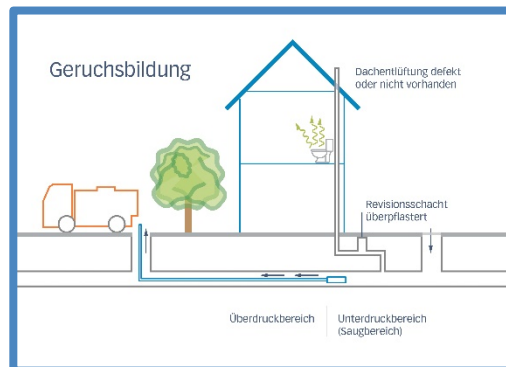 Geruchsbildung
Dachentlüftung defekt
oder nicht vorhanden
Revisionsschacht
überpflastert
Überdruckbereich
Unterdruckbereich
(Saugbereich)